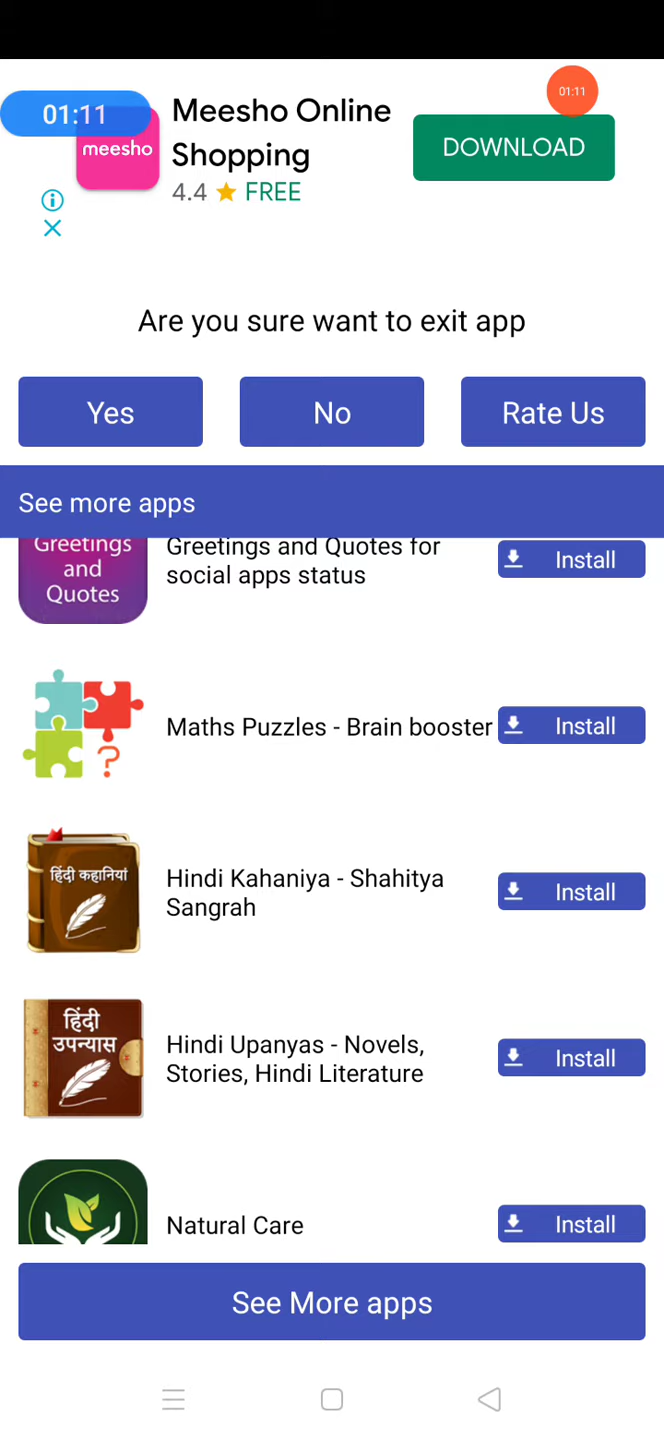 01:11
01:11
meesho
Meesho Online
Shopping
4.4 ★ FREE
DOWNLOAD
Are you sure want to exit app
Yes
No
Rate Us
See more apps
Greetings
and
Quotes
Greetings and Quotes for
social apps status
Install
?
Maths Puzzles - Brain booster
Install
हिंदी कहानियां
Hindi Kahaniya - Shahitya
Sangrah
Install
हिंदी
उपन्यास
Hindi Upanyas - Novels,
Stories, Hindi Literature
Install
Natural Care
Install
See More apps